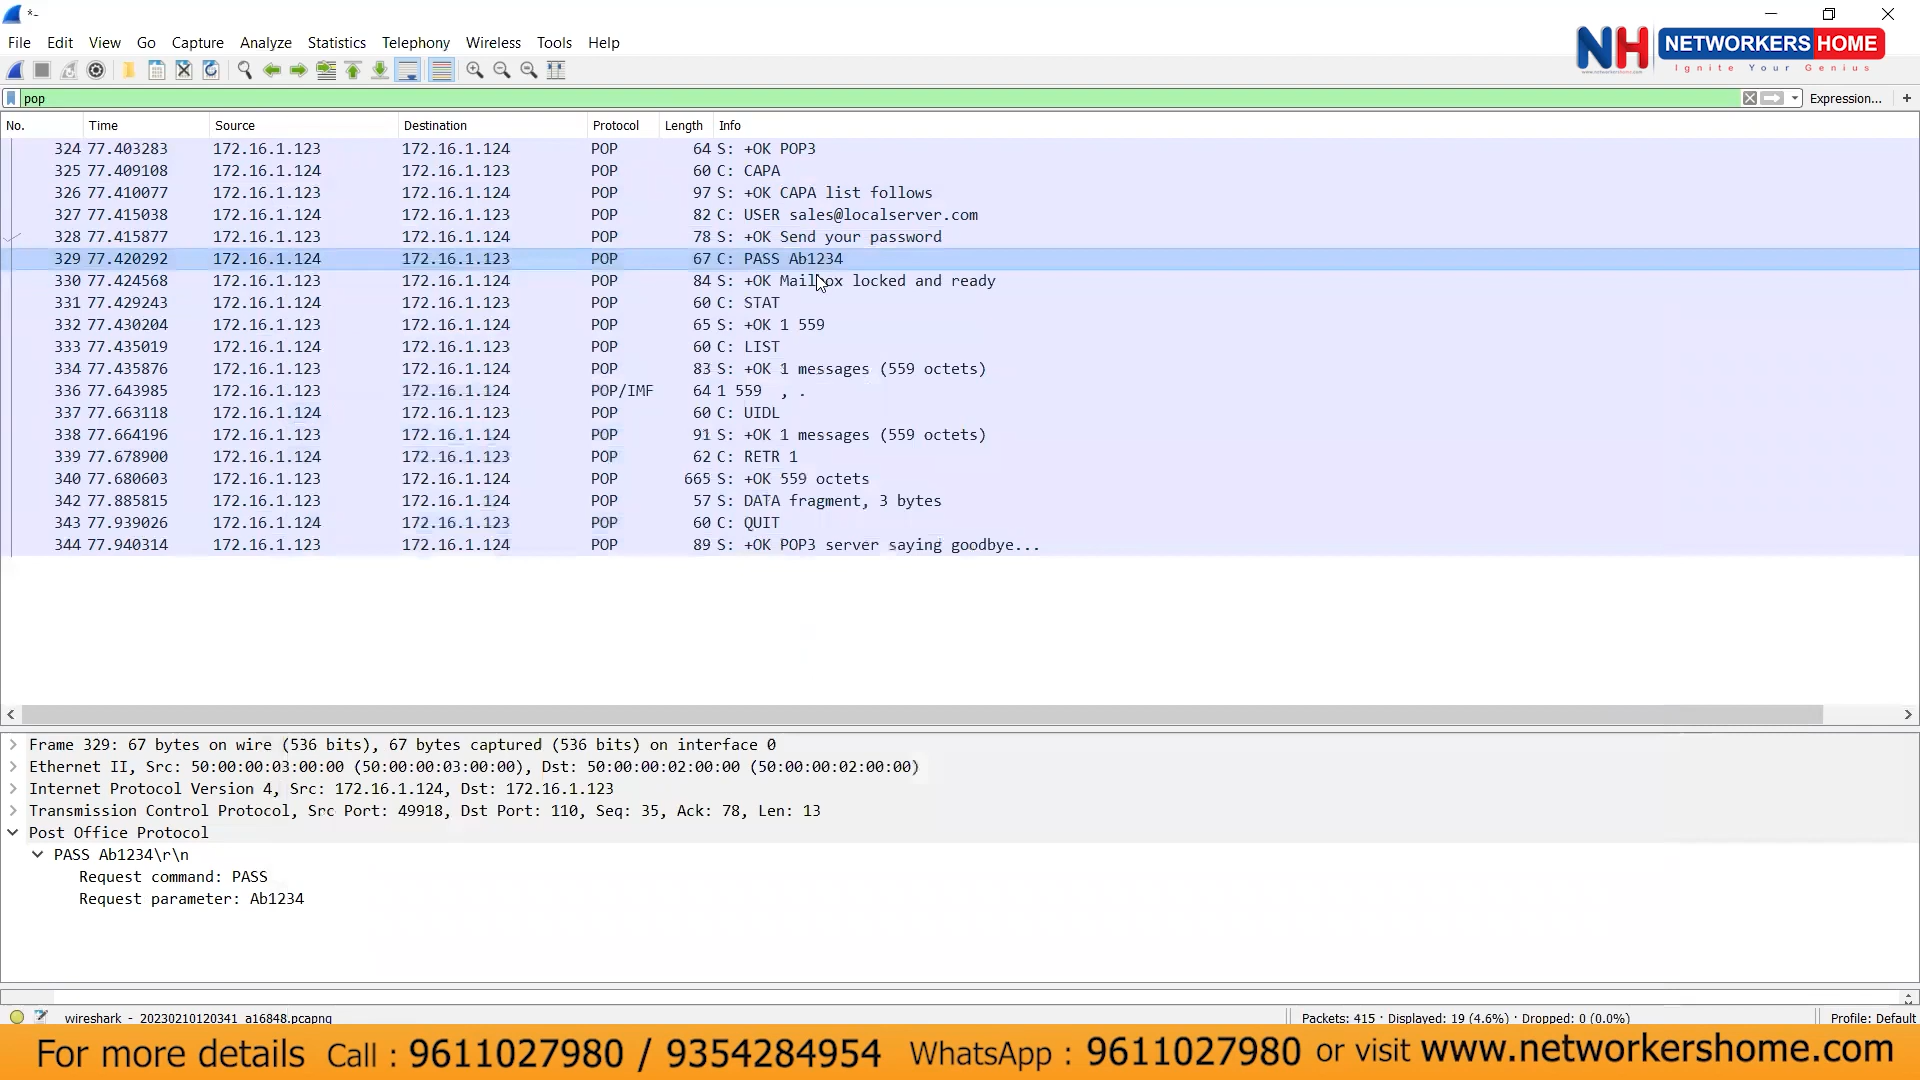 *-
File Edit View Go Capture Analyze Statistics Telephony Wireless Tools Help
NH NETWORKERS HOME
Ignite Your Genius
pop Expression... +
No. Time Source Destination Protocol Length Info
324 77.403283 172.16.1.123 172.16.1.124 POP 64 S: +OK POP3
325 77.409108 172.16.1.124 172.16.1.123 POP 60 C: CAPA
326 77.410077 172.16.1.123 172.16.1.124 POP 97 S: +OK CAPA list follows
327 77.415038 172.16.1.124 172.16.1.123 POP 82 C: USER sales@localserver.com
328 77.415877 172.16.1.123 172.16.1.124 POP 78 S: +OK Send your password
329 77.420292 172.16.1.124 172.16.1.123 POP 67 C: PASS Ab1234
330 77.424568 172.16.1.123 172.16.1.124 POP 84 S: +OK Mailbox locked and ready
331 77.429243 172.16.1.124 172.16.1.123 POP 60 C: STAT
332 77.430204 172.16.1.123 172.16.1.124 POP 65 S: +OK 1 559
333 77.435019 172.16.1.124 172.16.1.123 POP 60 C: LIST
334 77.435876 172.16.1.123 172.16.1.124 POP 83 S: +OK 1 messages (559 octets)
336 77.643985 172.16.1.123 172.16.1.124 POP/IMF 64 1 559 , .
337 77.663118 172.16.1.124 172.16.1.123 POP 60 C: UIDL
338 77.664196 172.16.1.123 172.16.1.124 POP 91 S: +OK 1 messages (559 octets)
339 77.678900 172.16.1.124 172.16.1.123 POP 62 C: RETR 1
340 77.680603 172.16.1.123 172.16.1.124 POP 665 S: +OK 559 octets
342 77.885815 172.16.1.123 172.16.1.124 POP 57 S: DATA fragment, 3 bytes
343 77.939026 172.16.1.124 172.16.1.123 POP 60 C: QUIT
344 77.940314 172.16.1.123 172.16.1.124 POP 89 S: +OK POP3 server saying goodbye...
Frame 329: 67 bytes on wire (536 bits), 67 bytes captured (536 bits) on interface 0
Ethernet II, Src: 50:00:00:03:00:00 (50:00:00:03:00:00), Dst: 50:00:00:02:00:00 (50:00:00:02:00:00)
Internet Protocol Version 4, Src: 172.16.1.124, Dst: 172.16.1.123
Transmission Control Protocol, Src Port: 49918, Dst Port: 110, Seq: 35, Ack: 78, Len: 13
Post Office Protocol
PASS Ab1234\r\n
Request command: PASS
Request parameter: Ab1234
wireshark_-_20230210120341_a16848.pcapng Packets: 415 · Displayed: 19 (4.6%) · Dropped: 0 (0.0%) Profile: Default
For more details Call : 9611027980 / 9354284954 WhatsApp : 9611027980 or visit www.networkershome.com